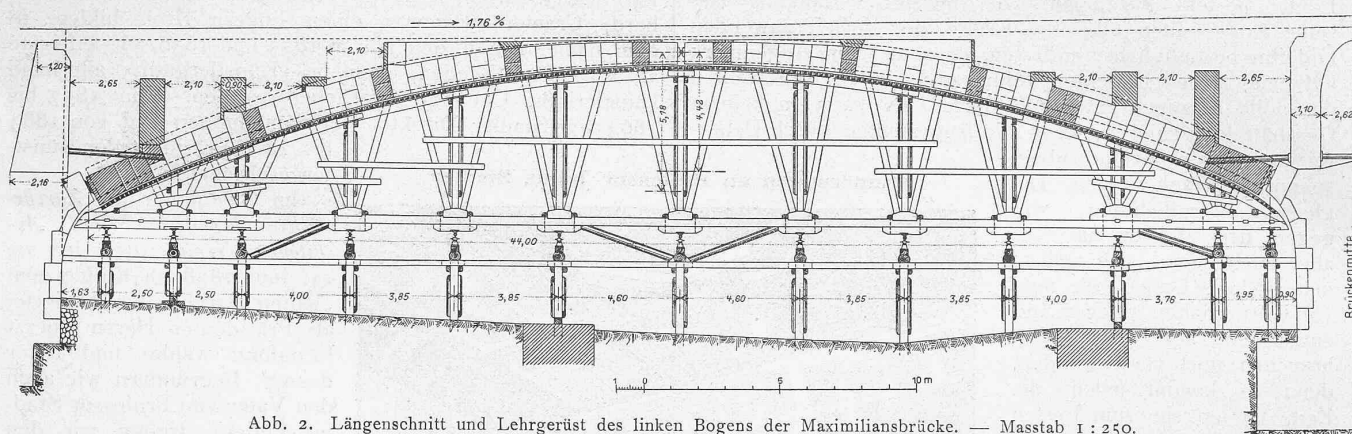 1,76 %
2,10
1,20
2,65 2,10 0,90 2,10
2,10 2,10 2,65
1,10 2,62
5,18 4,42
2,16
44,00
1,63 2,50 2,50 4,00 3,85 3,85 4,60 4,60 3,85 3,85 4,00 3,76 1,95 0,90
Brückenmitte
1 0 5 10 m
Abb. 2. Längenschnitt und Lehrgerüst des linken Bogens der Maximiliansbrücke. — Masstab 1 : 250.